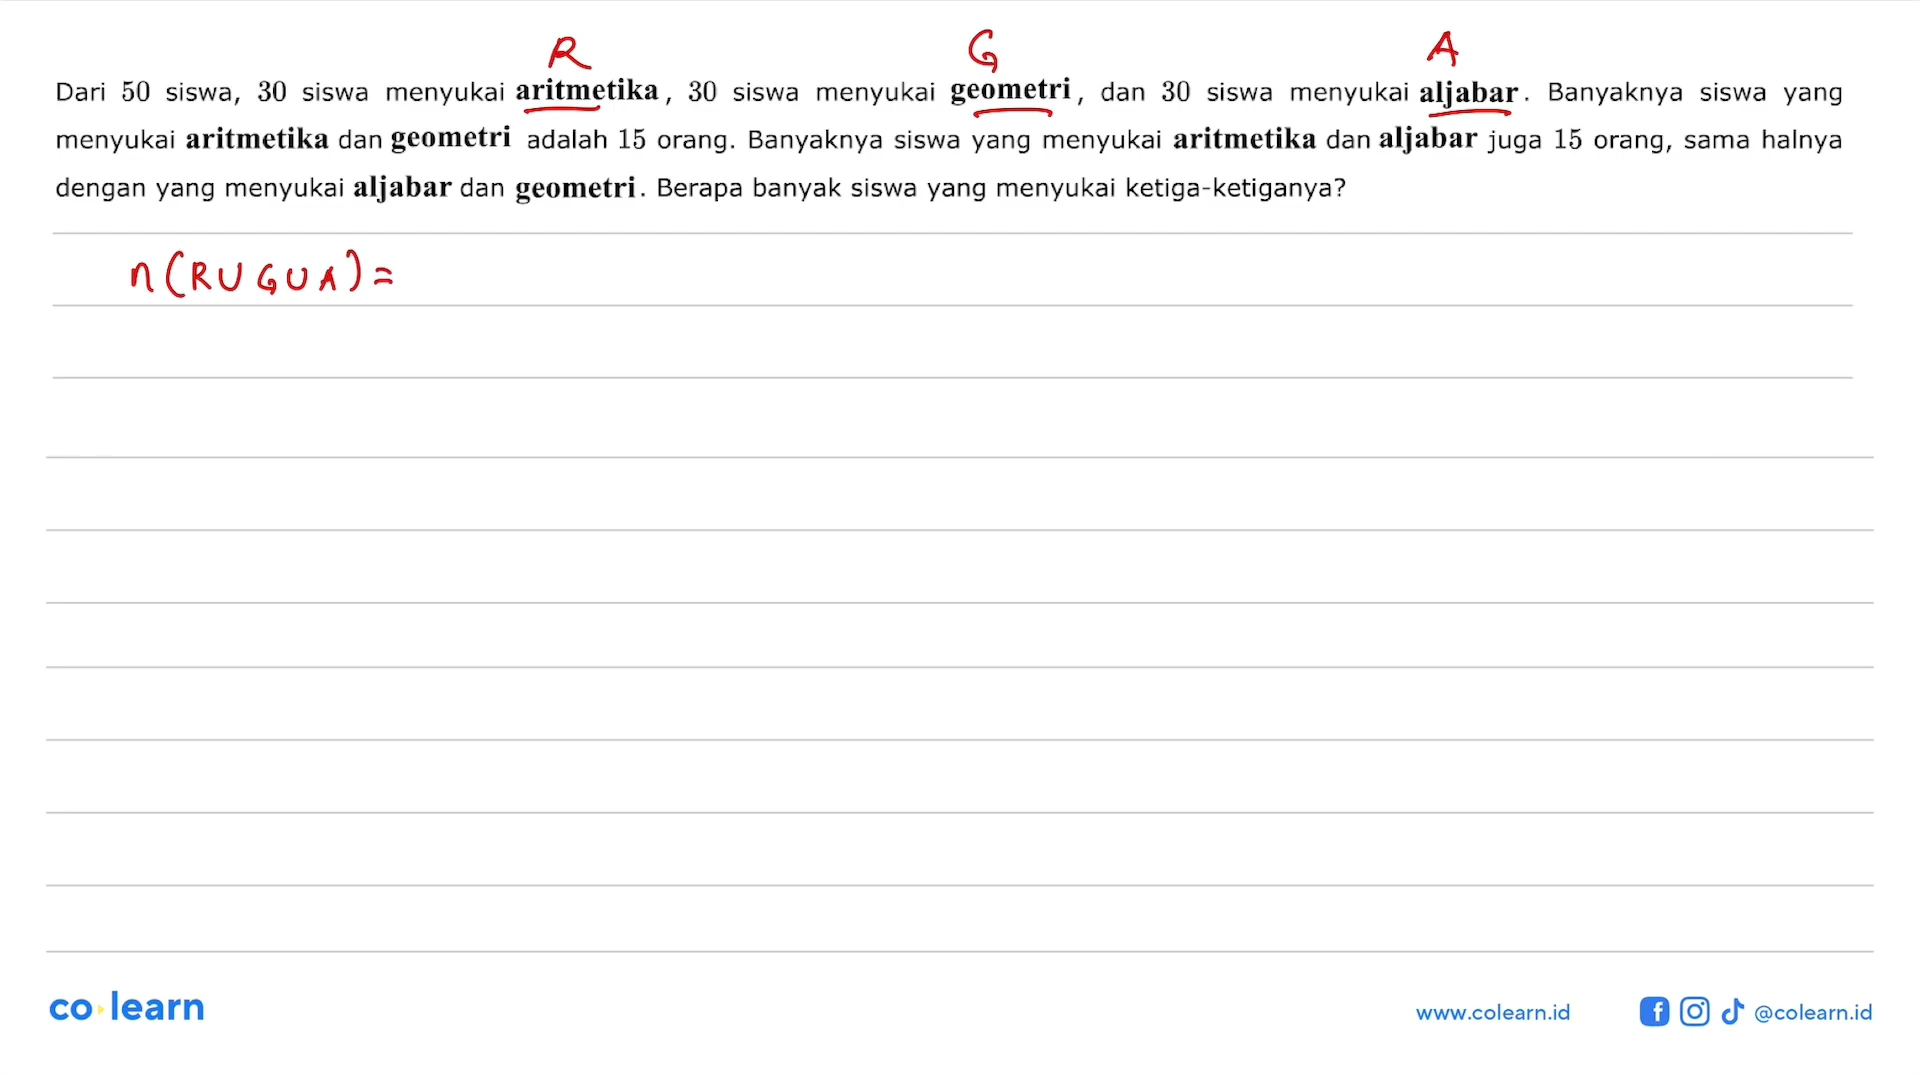 R G A
Dari 50 siswa, 30 siswa menyukai aritmetika, 30 siswa menyukai geometri, dan 30 siswa menyukai aljabar. Banyaknya siswa yang
menyukai aritmetika dan geometri adalah 15 orang. Banyaknya siswa yang menyukai aritmetika dan aljabar juga 15 orang, sama halnya
dengan yang menyukai aljabar dan geometri. Berapa banyak siswa yang menyukai ketiga-ketiganya?
n(R∪G∪A)=
co learn
www.colearn.id @colearn.id